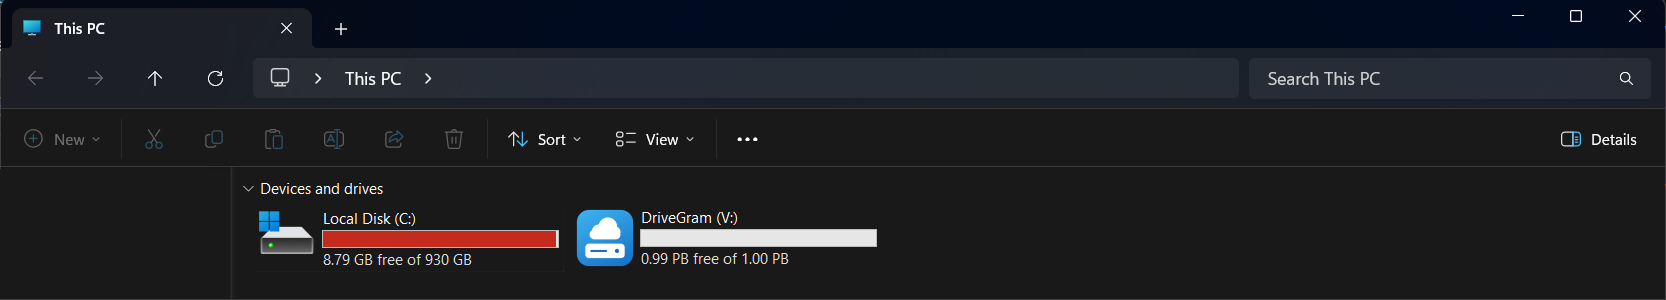 This PC
This PC
Search This PC
New
Sort
View
Details
Devices and drives
Local Disk (C:)
8.79 GB free of 930 GB
DriveGram (V:)
0.99 PB free of 1.00 PB